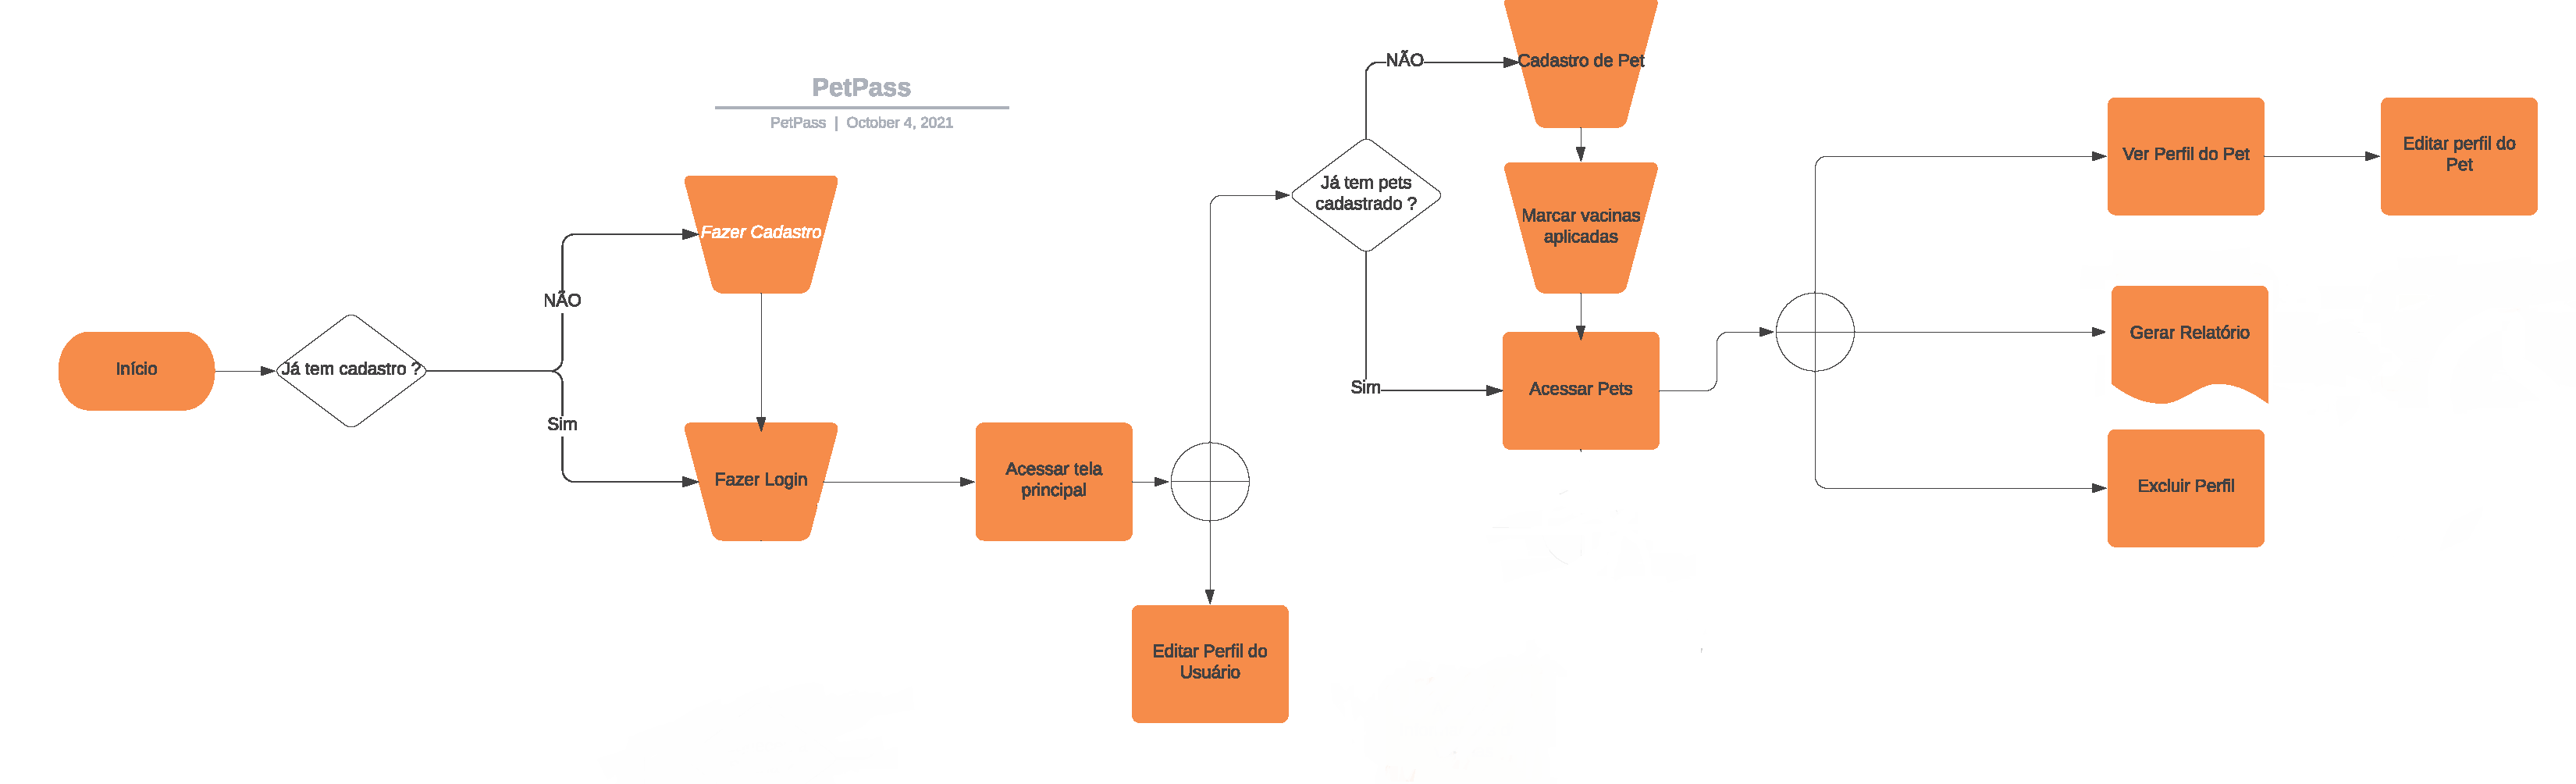 PetPass
PetPass | October 4, 2021
Início
Já tem cadastro ?
NÃO
Sim
Fazer Cadastro
Fazer Login
Acessar tela
principal
Editar Perfil do
Usuário
Já tem pets
cadastrado ?
NÃO
Sim
Cadastro de Pet
Marcar vacinas
aplicadas
Acessar Pets
Ver Perfil do Pet
Editar perfil do
Pet
Gerar Relatório
Excluir Perfil